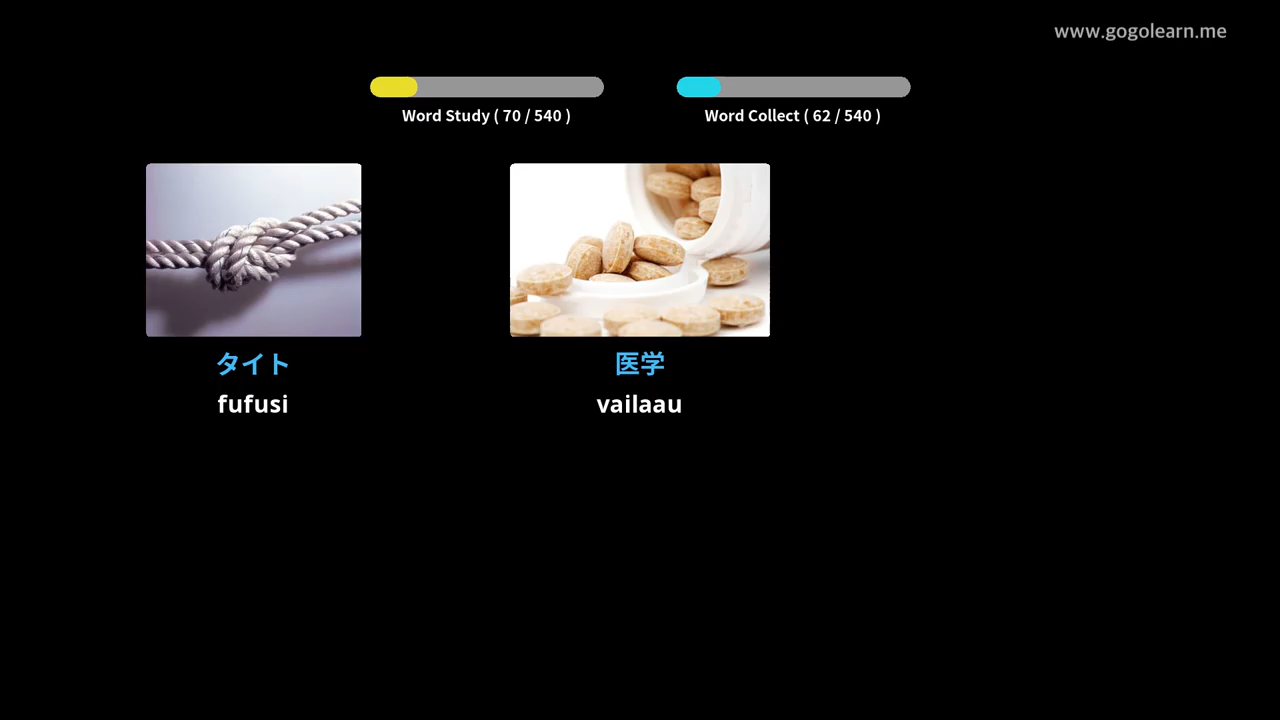 www.gogolearn.me
Word Study ( 70 / 540 )
Word Collect ( 62 / 540 )
タイト
医学
fufusi
vailaau